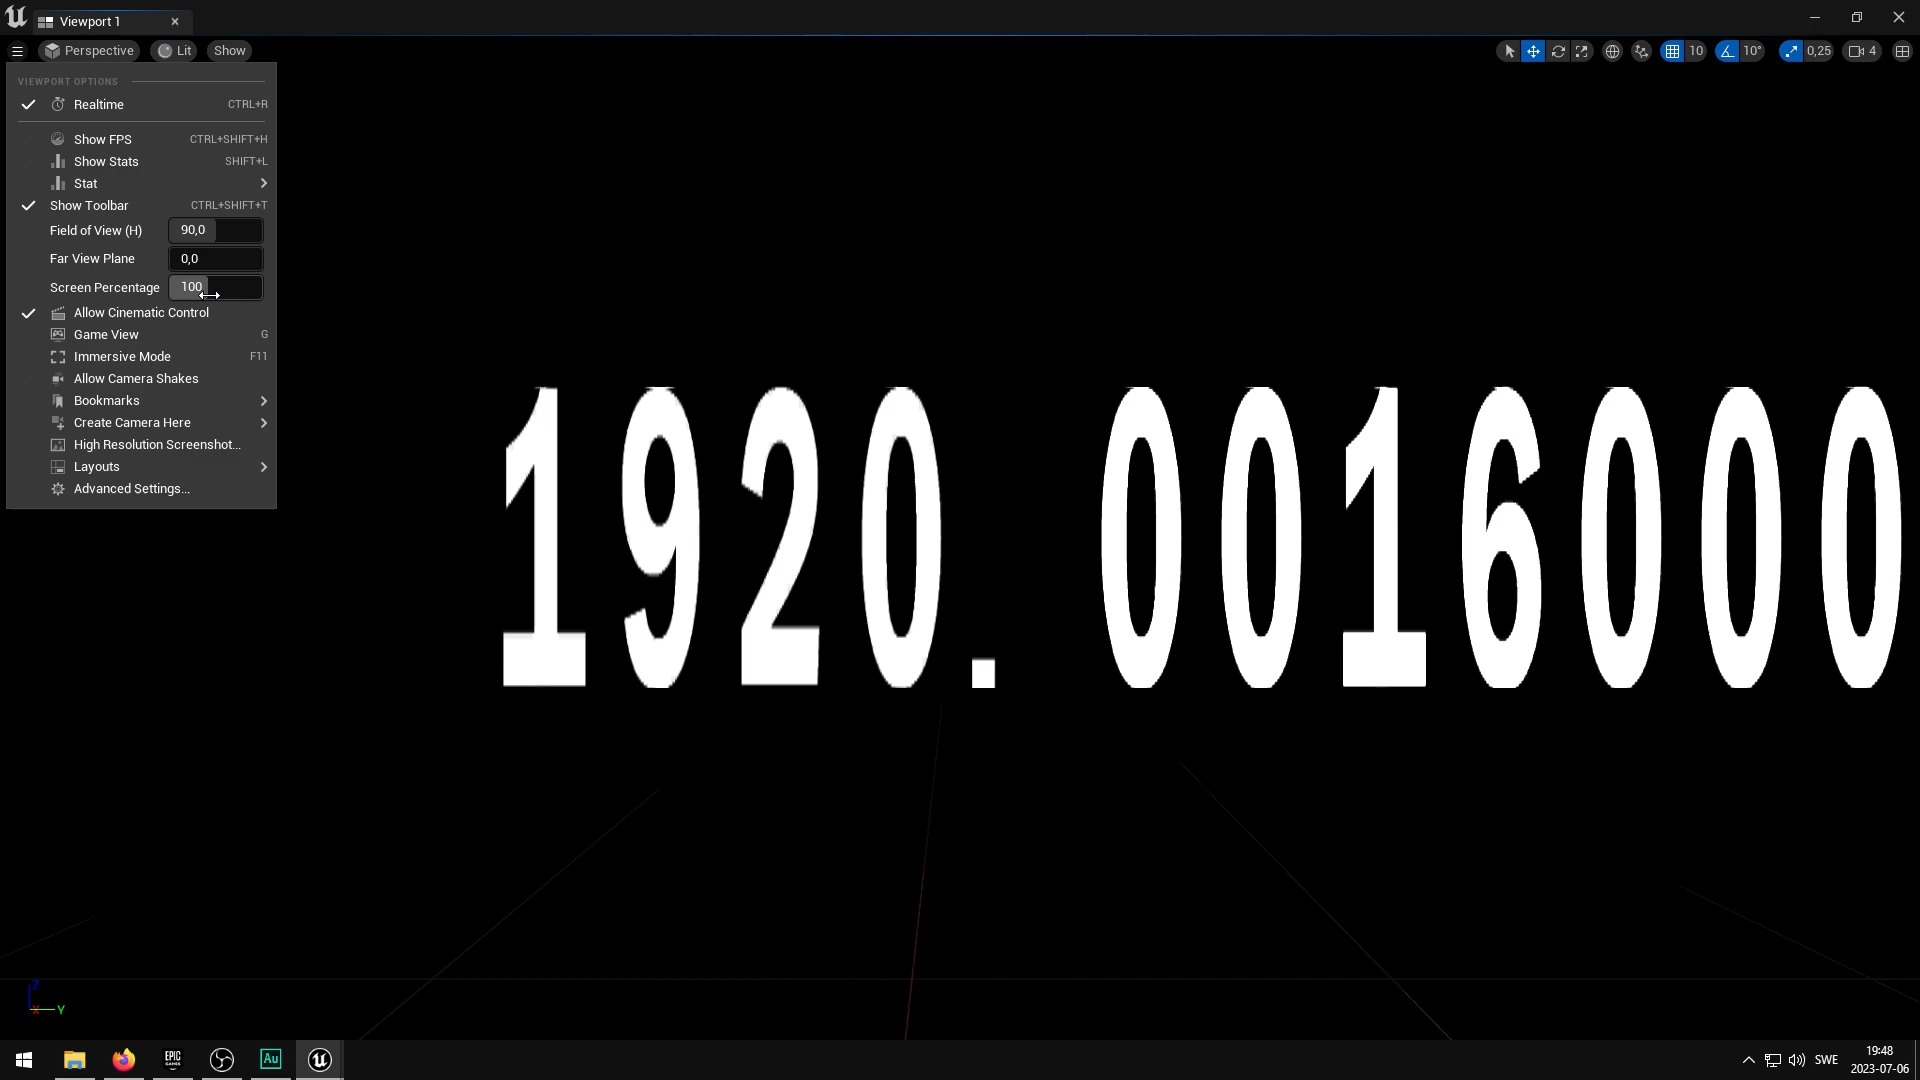 Viewport 1
Perspective Lit Show 10 10° 0,25 4
VIEWPORT OPTIONS
Realtime CTRL+R
Show FPS CTRL+SHIFT+H
Show Stats SHIFT+L
Stat
Show Toolbar CTRL+SHIFT+T
Field of View (H) 90,0
Far View Plane 0,0
Screen Percentage 100
Allow Cinematic Control
Game View G
Immersive Mode F11
Allow Camera Shakes
Bookmarks
Create Camera Here
High Resolution Screenshot...
Layouts
Advanced Settings...
1920.0016000
Z
X Y
EPIC GAMES
Au
SWE
19:48
2023-07-06